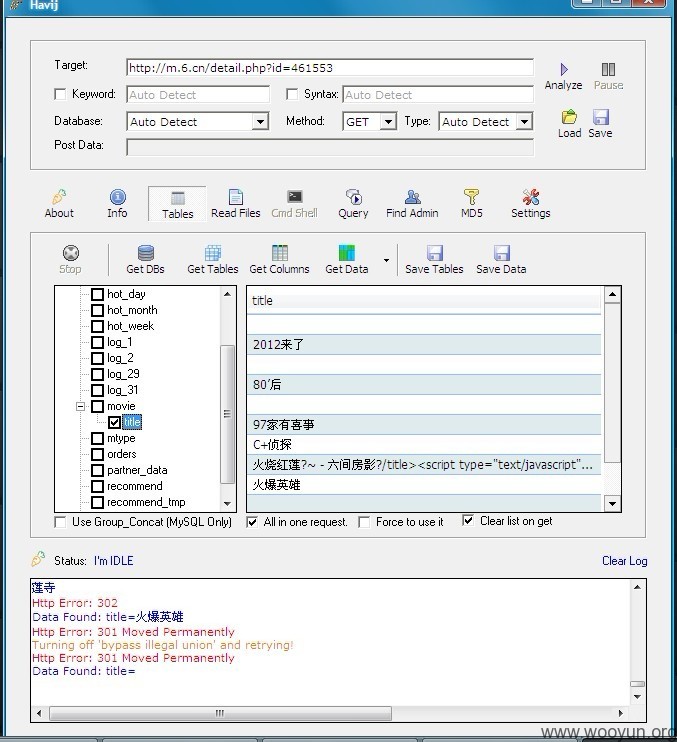 Havij
Target: http://m.6.cn/detail.php?id=461553
Analyze Pause
Keyword: Auto Detect Syntax: Auto Detect
Database: Auto Detect Method: GET Type: Auto Detect
Load Save
Post Data:
About Info Tables Read Files Cmd Shell Query Find Admin MD5 Settings
Stop Get DBs Get Tables Get Columns Get Data Save Tables Save Data
hot_day
hot_month
hot_week
log_1
log_2
log_29
log_31
movie
title
mtype
orders
partner_data
recommend
recommend_tmp
title
2012来了
80’后
97家有喜事
C+侦探
火烧红莲?~ - 六间房影?/title><script type="text/javascript"...
火爆英雄
Use Group_Concat (MySQL Only) All in one request. Force to use it Clear list on get
Status: I'm IDLE Clear Log
莲寺
Http Error: 302
Data Found: title=火爆英雄
Http Error: 301 Moved Permanently
Turning off 'bypass illegal union' and retrying!
Http Error: 301 Moved Permanently
Data Found: title=
www.wooyun.org